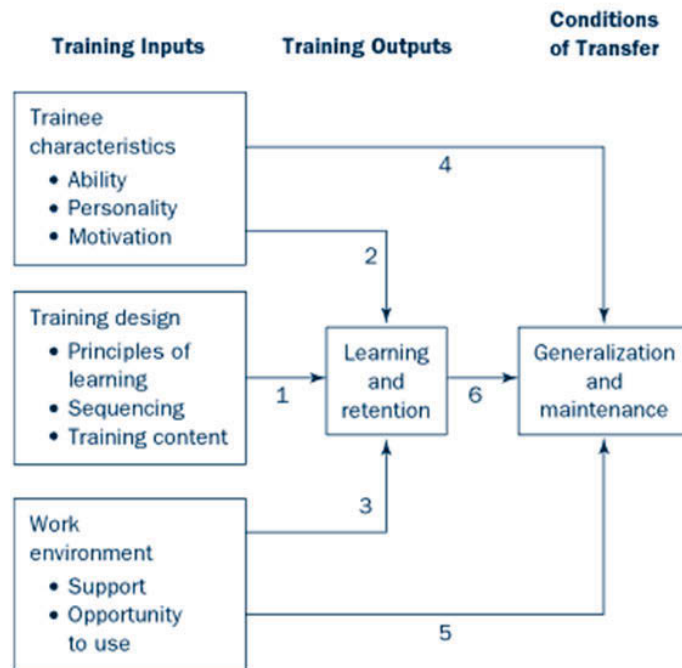 Training Inputs
Training Outputs
Conditions
of Transfer
Trainee
characteristics
• Ability
• Personality
• Motivation
4
2
Training design
• Principles of
learning
• Sequencing
• Training content
1
Learning
and
retention
6
Generalization
and
maintenance
3
Work
environment
• Support
• Opportunity
to use
5